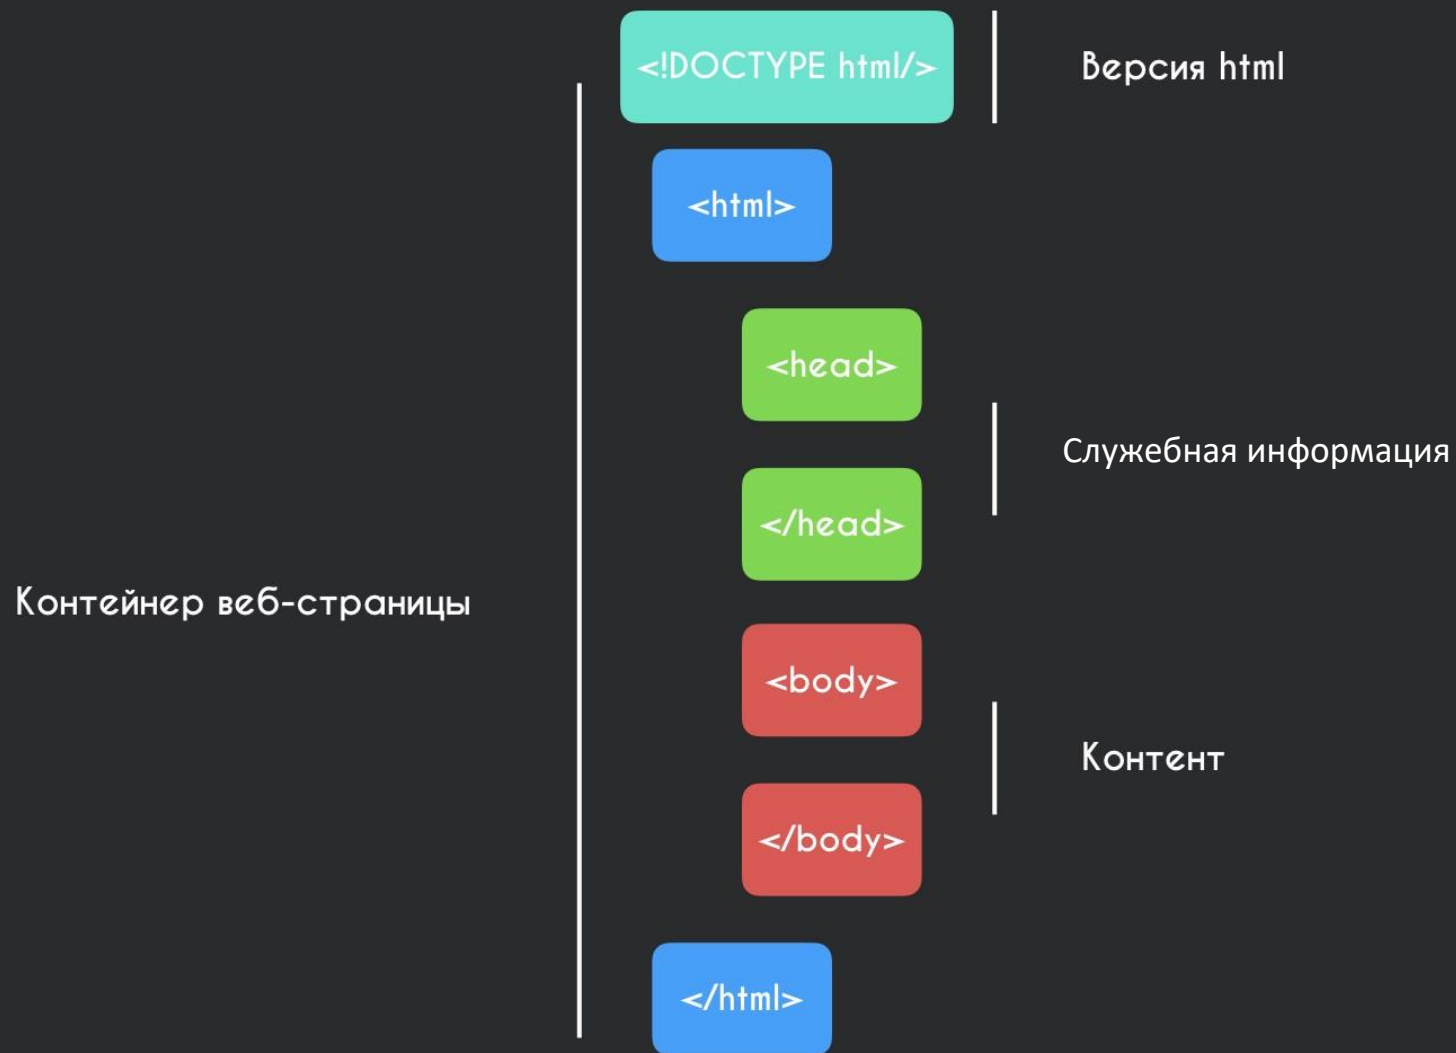 <!DOCTYPE html/>
Версия html
<html>
<head>
Служебная информация
</head>
Контейнер веб-страницы
<body>
Контент
</body>
</html>